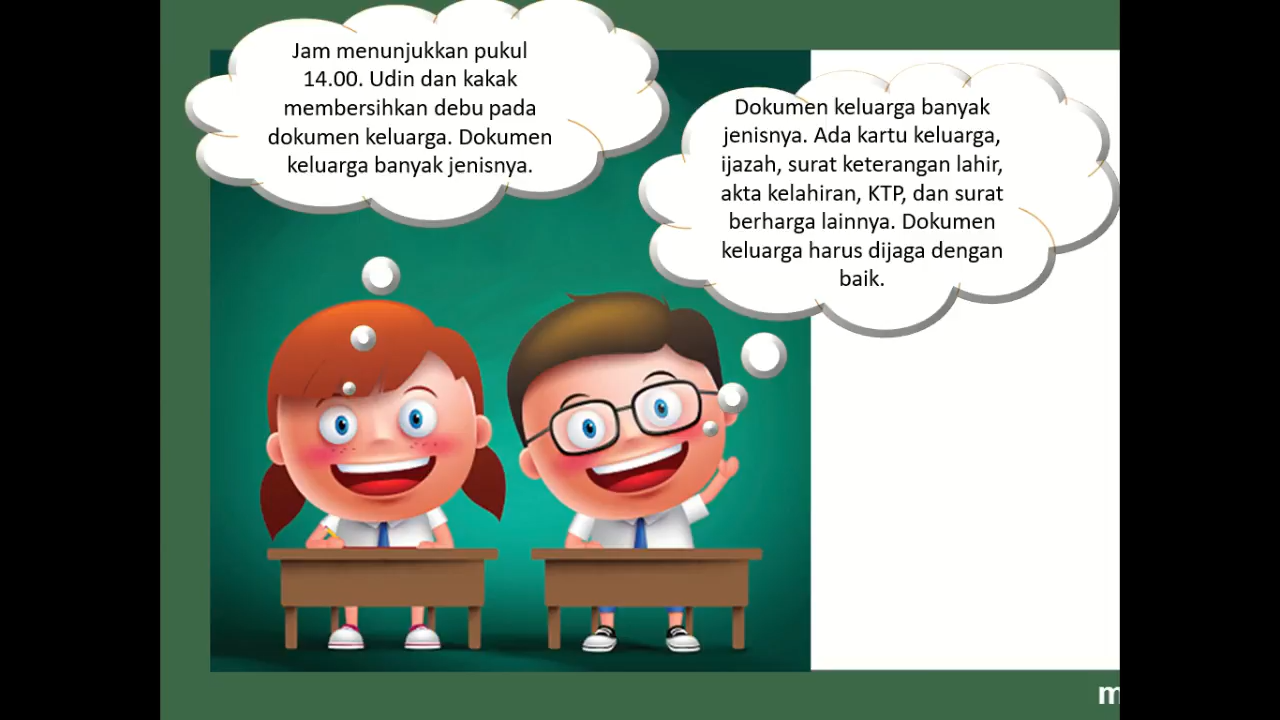 Jam menunjukkan pukul
14.00. Udin dan kakak
membersihkan debu pada
dokumen keluarga. Dokumen
keluarga banyak jenisnya.
Dokumen keluarga banyak
jenisnya. Ada kartu keluarga,
ijazah, surat keterangan lahir,
akta kelahiran, KTP, dan surat
berharga lainnya. Dokumen
keluarga harus dijaga dengan
baik.